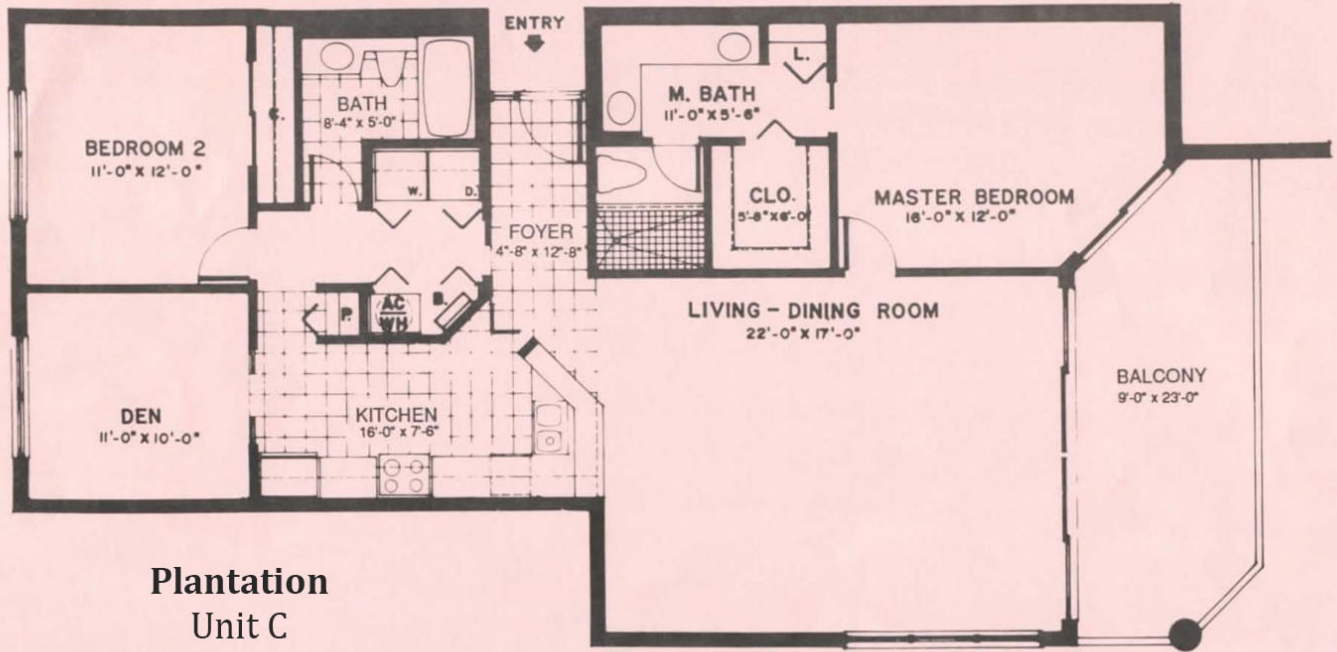 ENTRY
BATH
8'-4" x 5'-0"
BEDROOM 2
11'-0" X 12'-0"
C.
W.
D.
L.
M. BATH
11'-0" X 5'-6"
CLO.
5'-8"X6'-0"
MASTER BEDROOM
16'-0" X 12'-0"
FOYER
4"-8" x 12"-8"
P.
AC
WH
B.
LIVING - DINING ROOM
22'-0" X 17'-0"
DEN
11'-0" X 10'-0"
KITCHEN
16'-0" x 7'-6"
BALCONY
9'-0" x 23'-0"
Plantation
Unit C